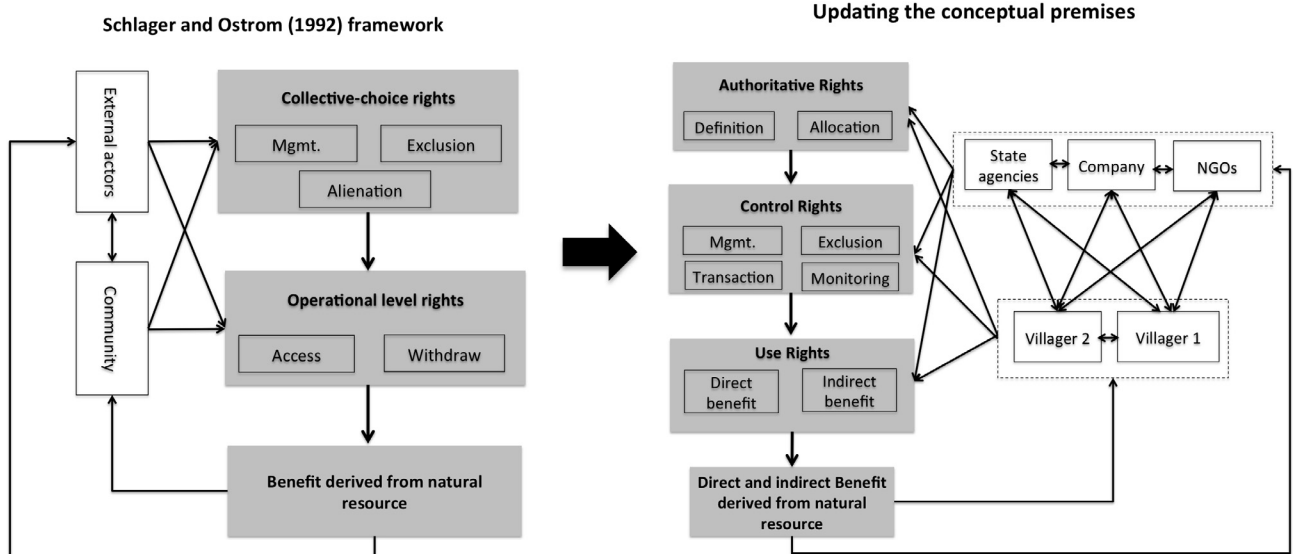 Schlager and Ostrom (1992) framework
External actors
Community
Collective-choice rights
Mgmt.
Exclusion
Alienation
Operational level rights
Access
Withdraw
Benefit derived from natural
resource
Updating the conceptual premises
Authoritative Rights
Definition
Allocation
Control Rights
Mgmt.
Exclusion
Transaction
Monitoring
Use Rights
Direct
benefit
Indirect
benefit
Direct and indirect Benefit
derived from natural
resource
State
agencies
Company
NGOs
Villager 2
Villager 1